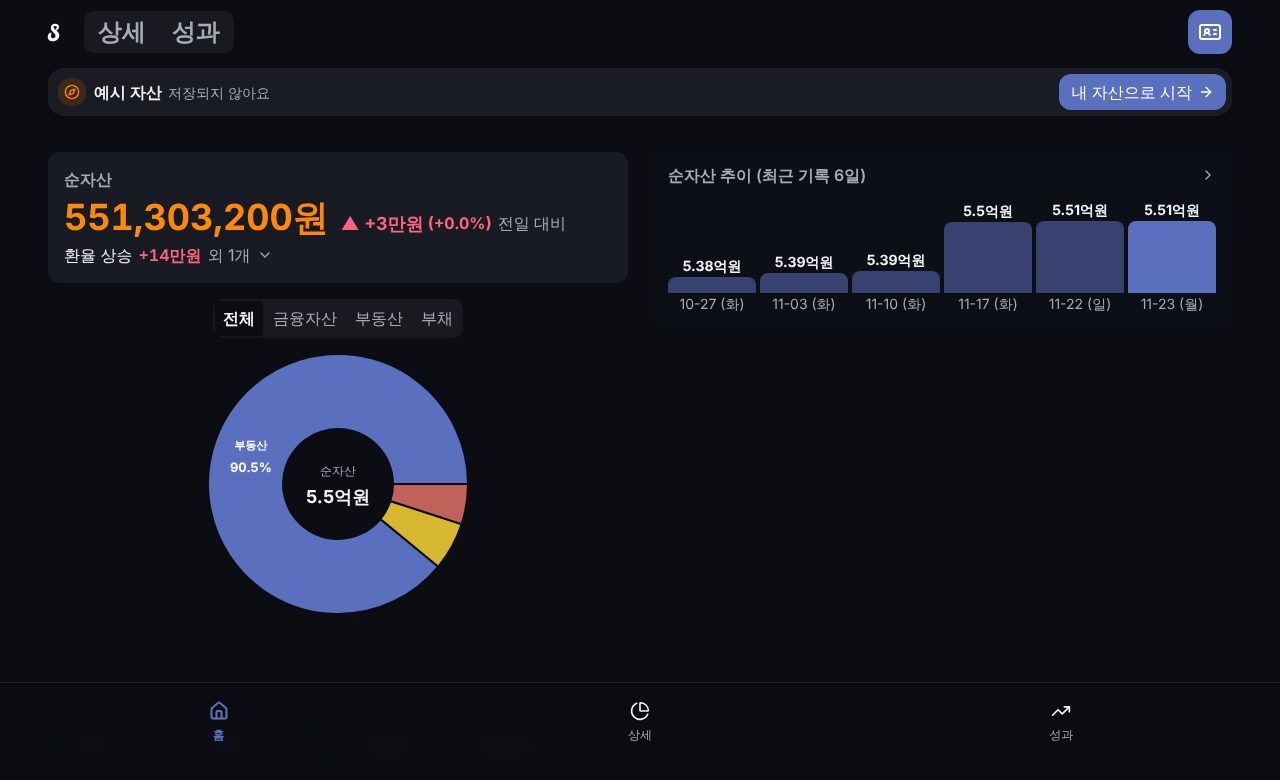 S
상세 성과
예시 자산 저장되지 않아요
내 자산으로 시작 →
순자산
551,303,200원 ▲ +3만원 (+0.0%) 전일 대비
환율 상승 +14만원 외 1개
전체 금융자산 부동산 부채
부동산
90.5%
순자산
5.5억원
순자산 추이 (최근 기록 6일)
5.38억원 5.39억원 5.39억원 5.5억원 5.51억원 5.51억원
10-27 (화) 11-03 (화) 11-10 (화) 11-17 (화) 11-22 (일) 11-23 (월)
홈 상세 성과